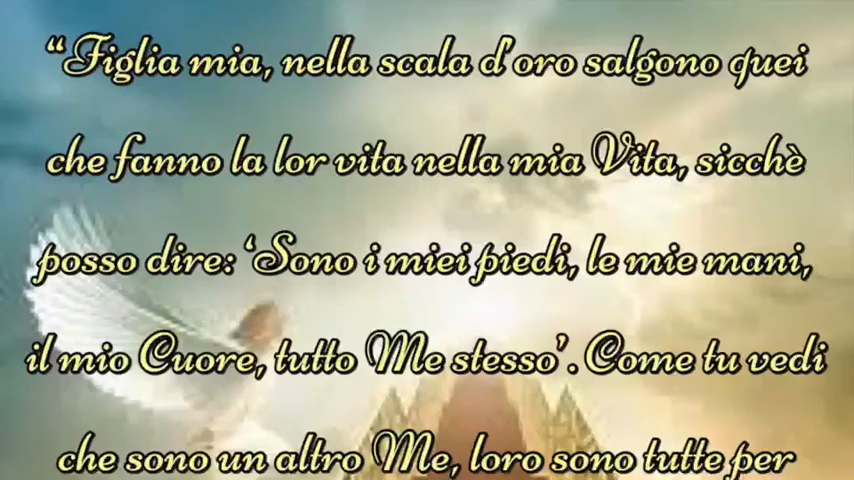 “Figlia mia, nella scala d’oro salgono quei
che fanno la lor vita nella mia Vita, sicchè
posso dire: ‘Sono i miei piedi, le mie mani,
il mio Cuore, tutto Me stesso’. Come tu vedi
che sono un altro Me, loro sono tutte per